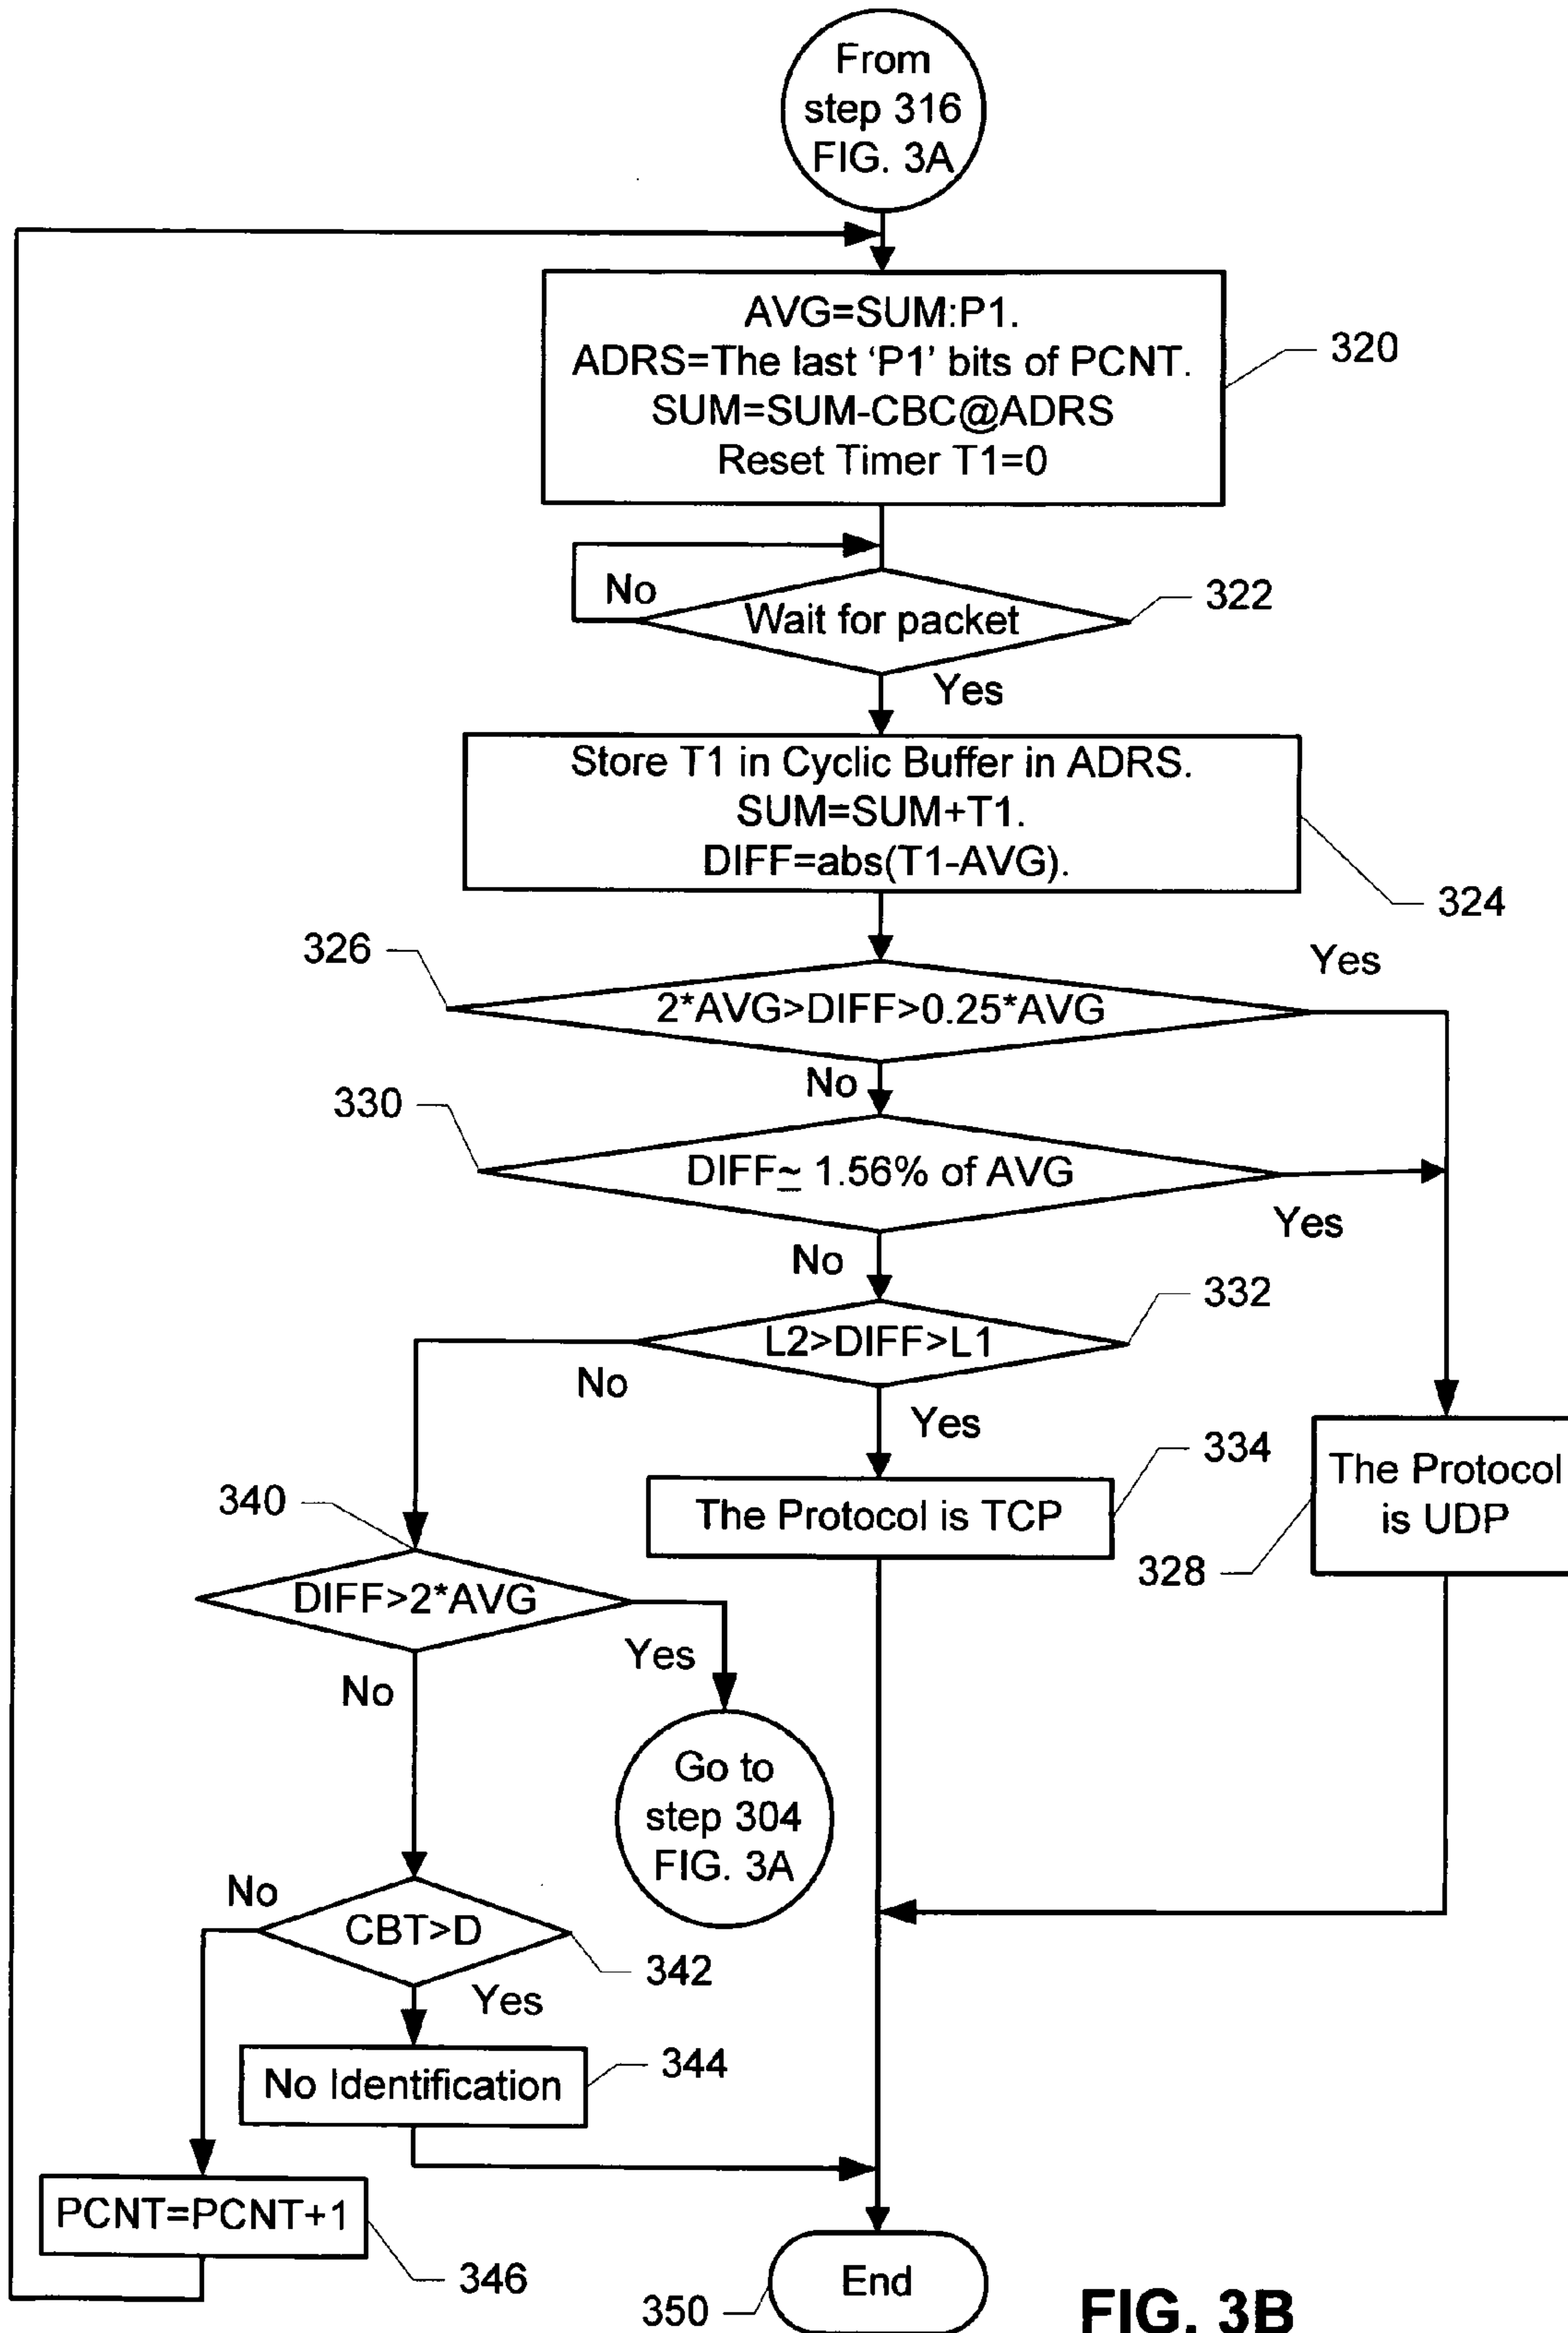 From
step 316
FIG. 3A
AVG=SUM:P1.
ADRS=The last 'P1' bits of PCNT.
SUM=SUM-CBC@ADRS
Reset Timer T1=0
320
No
Wait for packet
322
Yes
Store T1 in Cyclic Buffer in ADRS.
SUM=SUM+T1.
DIFF=abs(T1-AVG).
324
326
Yes
2*AVG>DIFF>0.25*AVG
No
330
DIFF≃ 1.56% of AVG
Yes
No
332
L2>DIFF>L1
No
Yes
334
The Protocol is TCP
The Protocol
is UDP
328
340
DIFF>2*AVG
Yes
No
Go to
step 304
FIG. 3A
No
CBT>D
342
Yes
No Identification
344
PCNT=PCNT+1
346
End
350
FIG. 3B